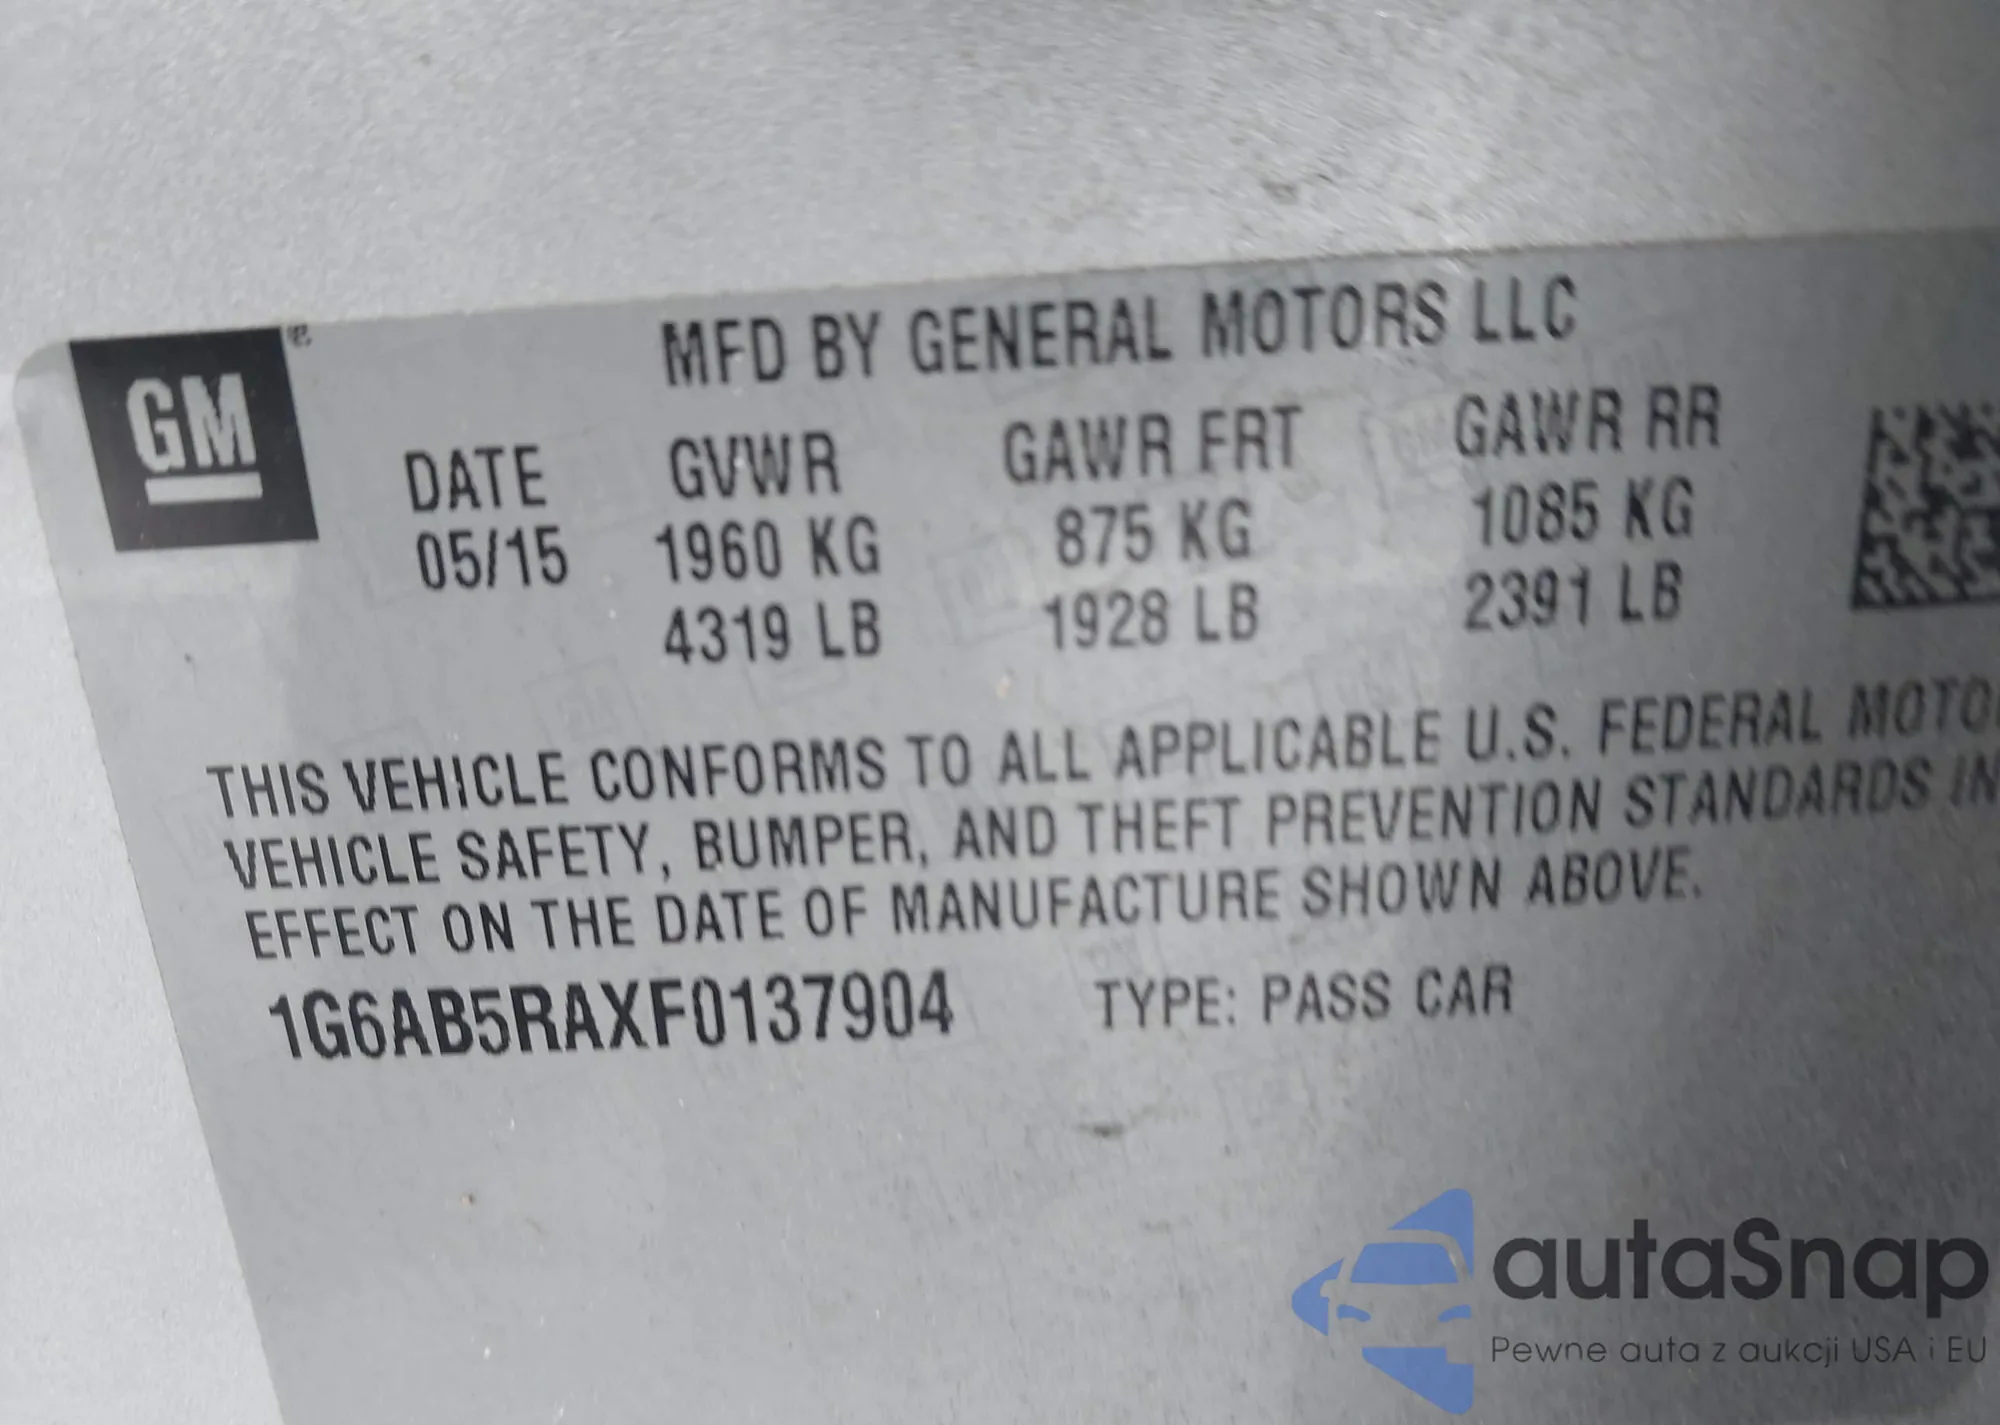 GM®
MFD BY GENERAL MOTORS LLC
DATE GVWR GAWR FRT GAWR RR
05/15 1960 KG 875 KG 1085 KG
4319 LB 1928 LB 2391 LB
THIS VEHICLE CONFORMS TO ALL APPLICABLE U.S. FEDERAL MOTO
VEHICLE SAFETY, BUMPER, AND THEFT PREVENTION STANDARDS IN
EFFECT ON THE DATE OF MANUFACTURE SHOWN ABOVE.
1G6AB5RAXF0137904 TYPE: PASS CAR
autaSnap
Pewne auta z aukcji USA i EU